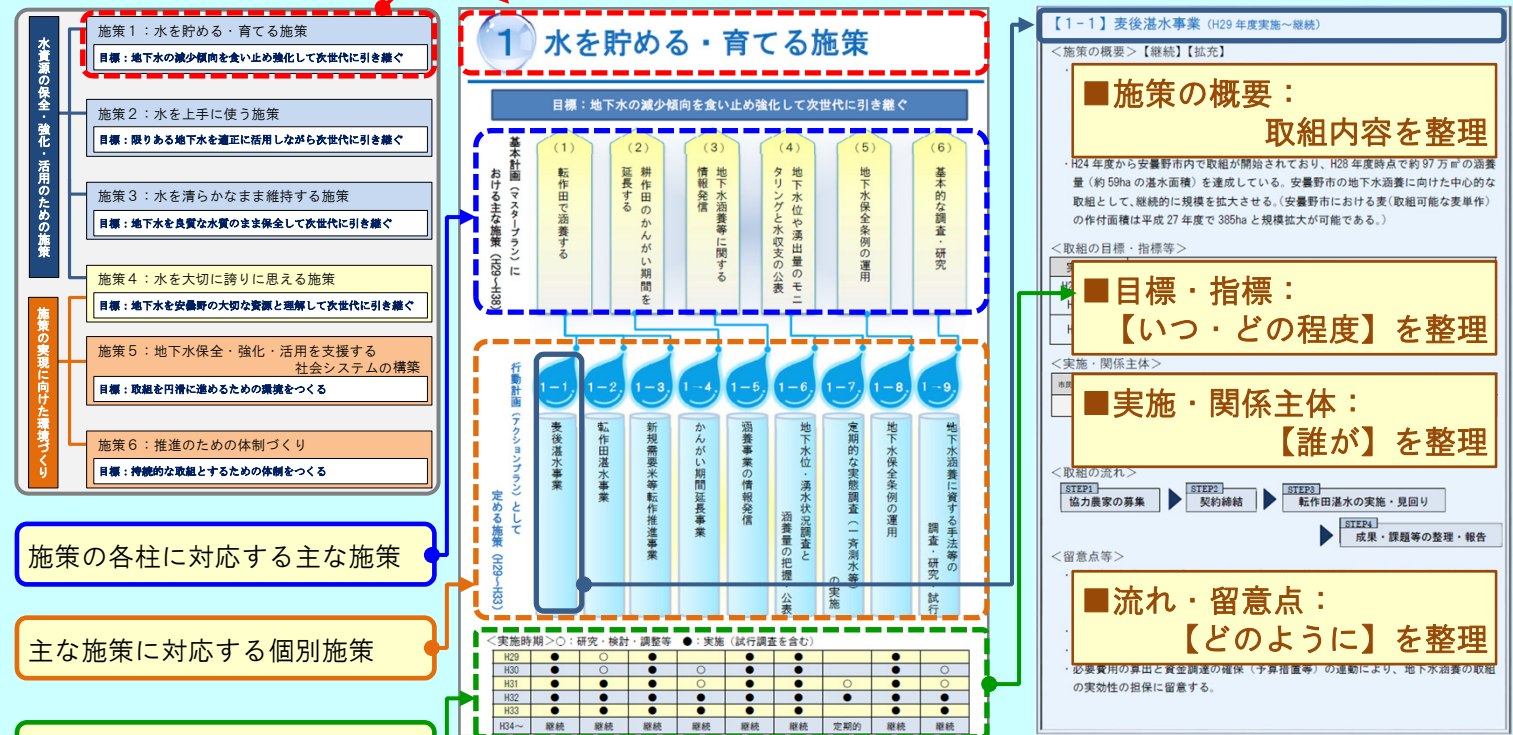 水資源の保全・強化・活用のための施策
施策1：水を貯める・育てる施策
目標：地下水の減少傾向を食い止め強化して次世代に引き継ぐ
施策2：水を上手に使う施策
目標：限りある地下水を適正に活用しながら次世代に引き継ぐ
施策3：水を清らかなまま維持する施策
目標：地下水を良質な水質のまま保全して次世代に引き継ぐ
施策4：水を大切に誇りに思える施策
目標：地下水を安曇野の大切な資源と理解して次世代に引き継ぐ
施策の実現に向けた環境づくり
施策5：地下水保全・強化・活用を支援する
社会システムの構築
目標：取組を円滑に進めるための環境をつくる
施策6：推進のための体制づくり
目標：持続的な取組とするための体制をつくる
施策の各柱に対応する主な施策
主な施策に対応する個別施策
1 水を貯める・育てる施策
目標：地下水の減少傾向を食い止め強化して次世代に引き継ぐ
基本計画（マスタープラン）に
おける主な施策（H29～H38）
(1)
転作田で涵養する
(2)
耕作田のかんがい期間を
延長する
(3)
地下水涵養等に関する
情報発信
(4)
地下水位や湧出量のモニ
タリングと水収支の公表
(5)
地下水保全条例の運用
(6)
基本的な調査・研究
行動計画（アクションプラン）として
定める施策（H29～H33）
1-1.
麦後湛水事業
1-2.
転作田湛水事業
1-3.
新規需要米等転作推進事業
1-4.
かんがい期間延長事業
1-5.
涵養事業の情報発信
1-6.
地下水位・湧水状況調査と
涵養量の把握・公表
1-7.
定期的な実態調査（一斉測水等）
の実施
1-8.
地下水保全条例の運用
1-9.
地下水涵養に資する手法等の
調査・研究・試行
＜実施時期＞○：研究・検討・調整等 ●：実施（試行調査を含む）
H29 ● ○ ● ● ● ●
H30 ● ○ ● ○ ● ● ● ○
H31 ● ● ● ○ ● ● ○ ● ○
H32 ● ● ● ● ● ● ● ● ●
H33 ● ● ● ● ● ● ● ●
H34～ 継続 継続 継続 継続 継続 継続 定期的 継続 継続
【1-1】麦後湛水事業（H29年度実施～継続）
＜施策の概要＞【継続】【拡充】
■施策の概要：
取組内容を整理
・H24年度から安曇野市内で取組が開始されており、H28年度時点で約97万㎥の涵養
量（約59haの湛水面積）を達成している。安曇野市の地下水涵養に向けた中心的な
取組として、継続的に規模を拡大させる。（安曇野市における麦（取組可能な麦単作）
の作付面積は平成27年度で385haと規模拡大が可能である。）
＜取組の目標・指標等＞
■目標・指標：
【いつ・どの程度】を整理
＜実施・関係主体＞
■実施・関係主体：
【誰が】を整理
＜取組の流れ＞
STEP1
協力農家の募集
STEP2
契約締結
STEP3
転作田湛水の実施・見回り
STEP4
成果・課題等の整理・報告
＜留意点等＞
■流れ・留意点：
【どのように】を整理
・必要費用の算出と資金調達の確保（予算措置等）の連動により、地下水涵養の取組
の実効性の担保に留意する。